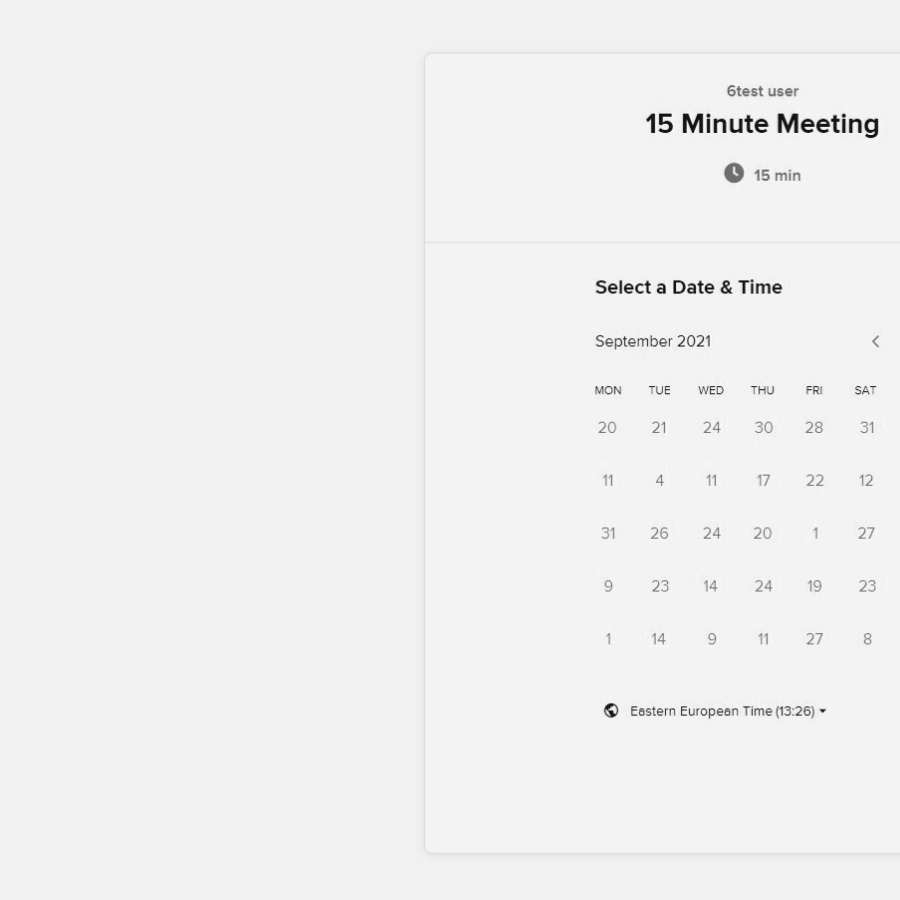 6test user
15 Minute Meeting
15 min
Select a Date & Time
September 2021
MON TUE WED THU FRI SAT
20 21 24 30 28 31
11 4 11 17 22 12
31 26 24 20 1 27
9 23 14 24 19 23
1 14 9 11 27 8
Eastern European Time (13:26)